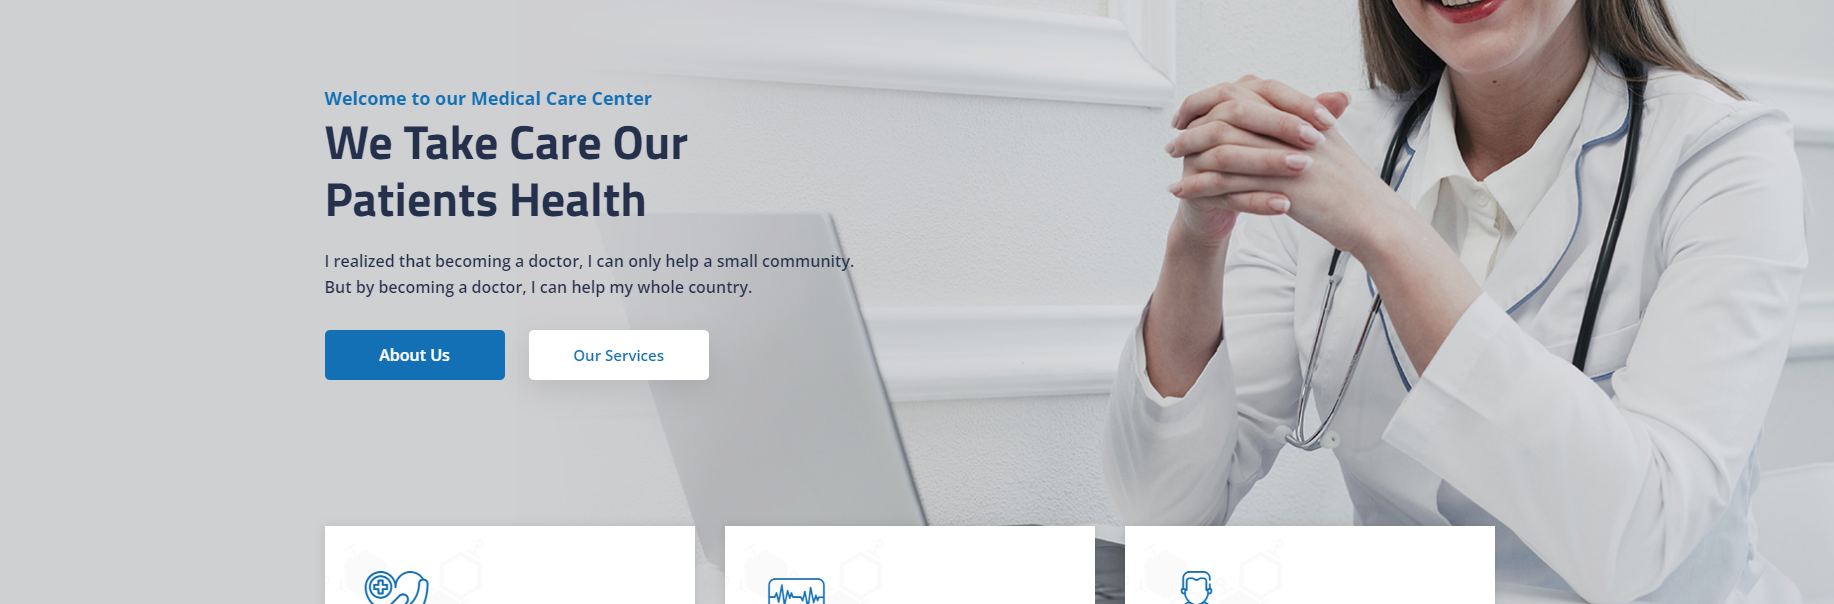 Welcome to our Medical Care Center
We Take Care Our
Patients Health
I realized that becoming a doctor, I can only help a small community.
But by becoming a doctor, I can help my whole country.
About Us
Our Services